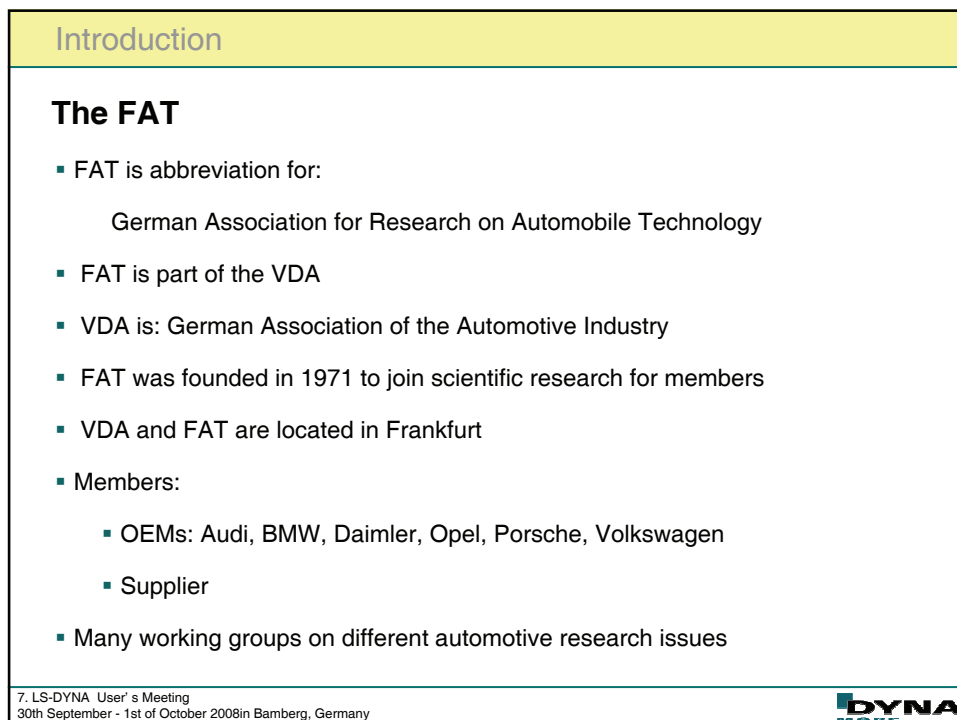 Introduction
The FAT
▪ FAT is abbreviation for:
German Association for Research on Automobile Technology
▪ FAT is part of the VDA
▪ VDA is: German Association of the Automotive Industry
▪ FAT was founded in 1971 to join scientific research for members
▪ VDA and FAT are located in Frankfurt
▪ Members:
▪ OEMs: Audi, BMW, Daimler, Opel, Porsche, Volkswagen
▪ Supplier
▪ Many working groups on different automotive research issues
7. LS-DYNA User' s Meeting
30th September - 1st of October 2008in Bamberg, Germany
DYNA
MORE